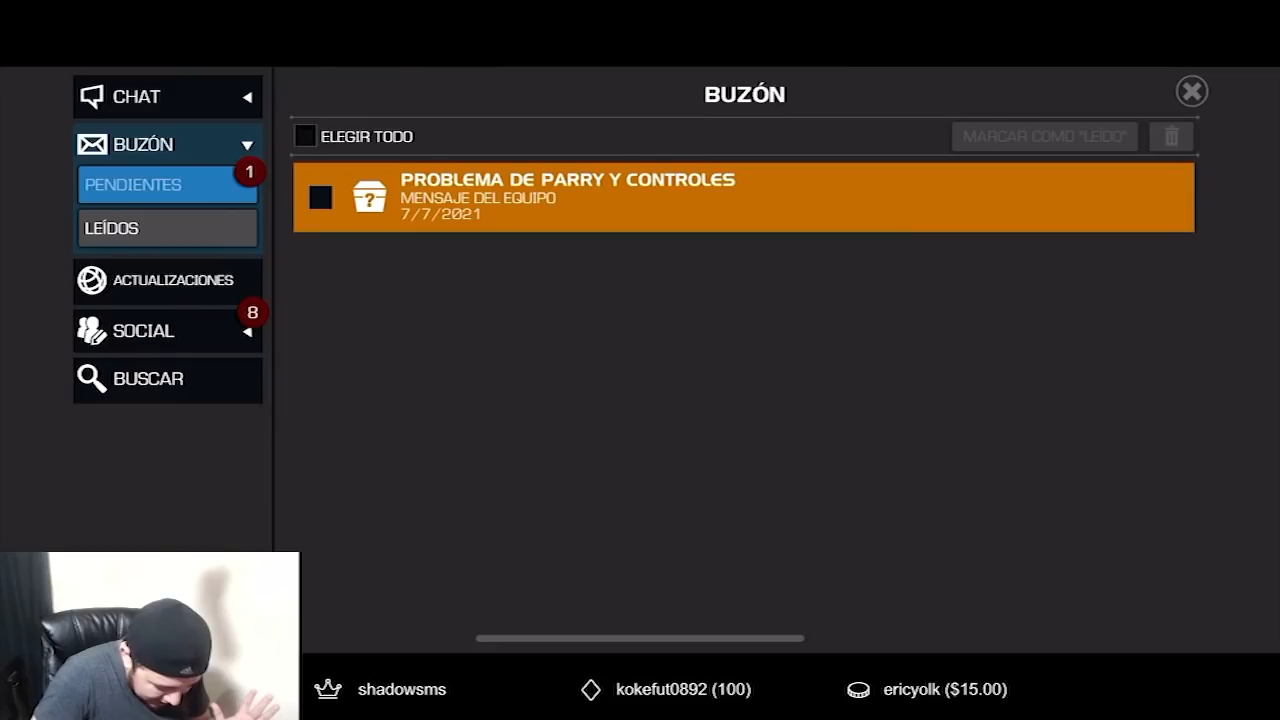 CHAT
BUZÓN
PENDIENTES
1
LEÍDOS
ACTUALIZACIONES
8
SOCIAL
BUSCAR
BUZÓN
ELEGIR TODO
MARCAR COMO "LEÍDO"
?
PROBLEMA DE PARRY Y CONTROLES
MENSAJE DEL EQUIPO
7/7/2021
shadowsms
kokefut0892 (100)
ericyolk ($15.00)